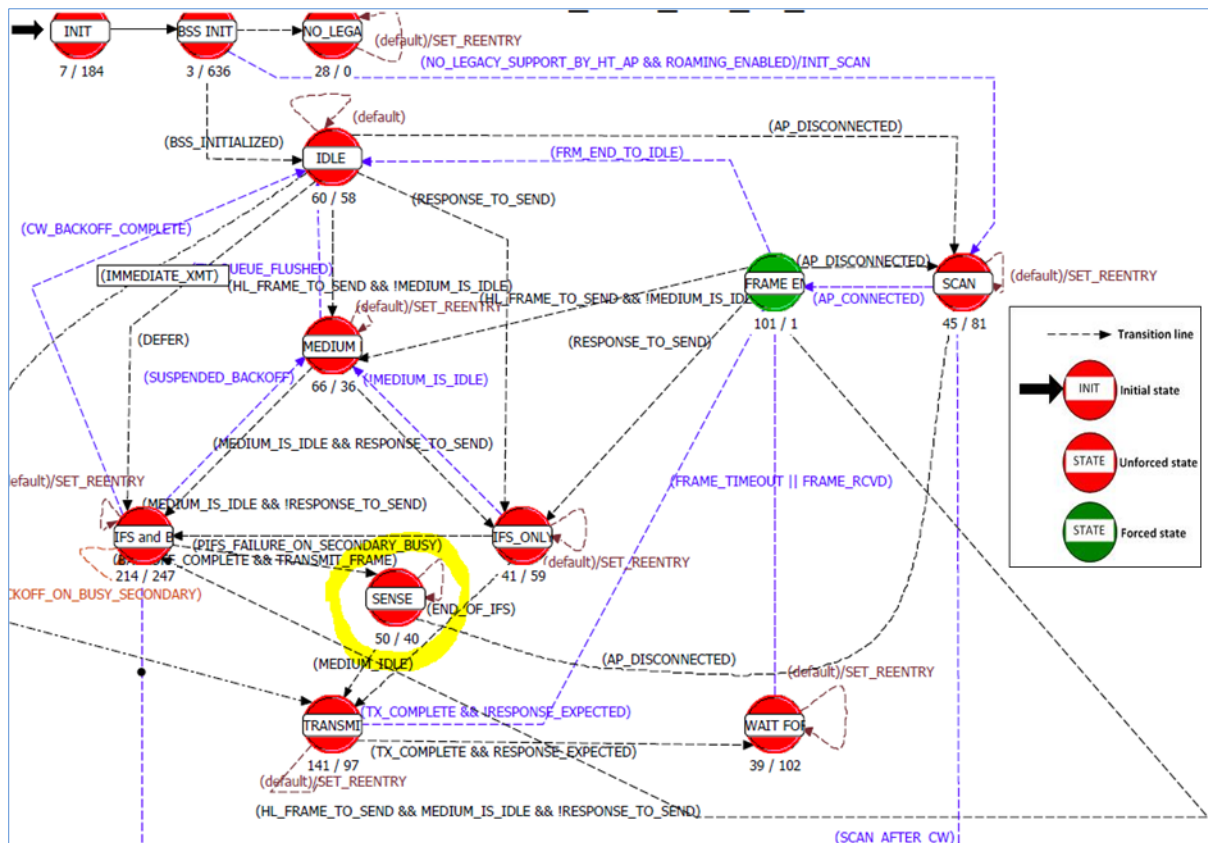 INIT
BSS INIT
NO_LEGA
(default)/SET_REENTRY
7 / 184
3 / 636
28 / 0
(NO_LEGACY_SUPPORT_BY_HT_AP && ROAMING_ENABLED)/INIT_SCAN
(default)
(AP_DISCONNECTED)
(BSS_INITIALIZED)
IDLE
(FRM_END_TO_IDLE)
60 / 58
(RESPONSE_TO_SEND)
(CW_BACKOFF_COMPLETE)
(IMMEDIATE_XMT)
UEUE_FLUSHED)
(AP_DISCONNECTED)
(HL_FRAME_TO_SEND && !MEDIUM_IS_IDLE)
FRAME E
SCAN
(default)/SET_REENTRY
(default)/SET_REENTRY
(HL_FRAME_TO_SEND && !MEDIUM_IS_IDL
(AP_CONNECTED)
101 / 1
45 / 81
(DEFER)
MEDIUM
(RESPONSE_TO_SEND)
Transition line
(SUSPENDED_BACKOFF)
66 / 36
(!MEDIUM_IS_IDLE)
INIT
Initial state
(MEDIUM_IS_IDLE && RESPONSE_TO_SEND)
STATE
Unforced state
default)/SET_REENTRY
(FRAME_TIMEOUT || FRAME_RCVD)
(MEDIUM_IS_IDLE && !RESPONSE_TO_SEND)
IFS and B
IFS_ONL
STATE
Forced state
(PIFS_FAILURE_ON_SECONDARY_BUSY)
OFF_COMPLETE && TRANSMIT_FRAME)
(default)/SET_REENTRY
214 / 247
41 / 59
CKOFF_ON_BUSY_SECONDARY)
SENSE
(END_OF_IFS)
50 / 40
(MEDIUM_IDLE)
(AP_DISCONNECTED)
(default)/SET_REENTRY
(TX_COMPLETE && !RESPONSE_EXPECTED)
TRANSMI
WAIT FO
(TX_COMPLETE && RESPONSE_EXPECTED)
141 / 97
39 / 102
(default)/SET_REENTRY
(HL_FRAME_TO_SEND && MEDIUM_IS_IDLE && !RESPONSE_TO_SEND)
(SCAN_AFTER_CW)